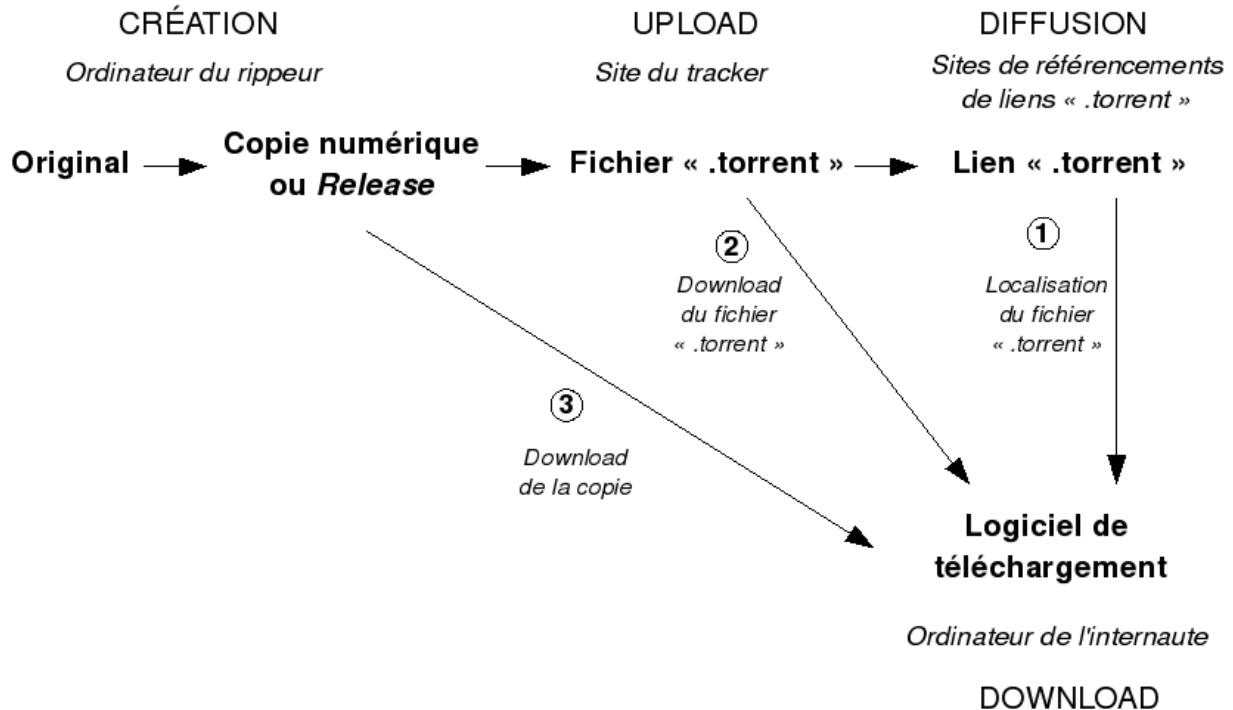 CRÉATION
UPLOAD
DIFFUSION
Ordinateur du rippeur
Site du tracker
Sites de référencements
de liens « .torrent »
Original
Copie numérique
ou Release
Fichier « .torrent »
Lien « .torrent »
2
Download
du fichier
« .torrent »
1
Localisation
du fichier
« .torrent »
3
Download
de la copie
Logiciel de
téléchargement
Ordinateur de l'internaute
DOWNLOAD